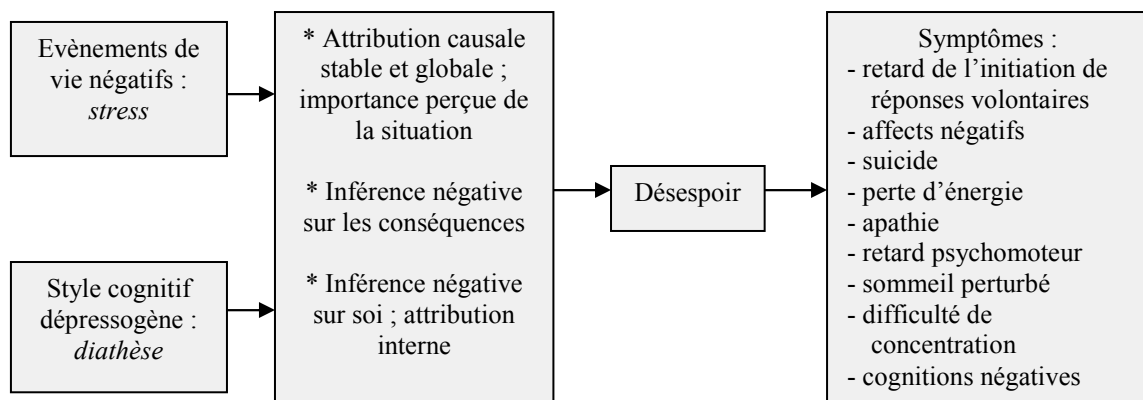 Evènements de
vie négatifs :
stress
Style cognitif
dépressogène :
diathèse
* Attribution causale
stable et globale ;
importance perçue de
la situation
* Inférence négative
sur les conséquences
* Inférence négative
sur soi ; attribution
interne
Désespoir
Symptômes :
- retard de l’initiation de
réponses volontaires
- affects négatifs
- suicide
- perte d’énergie
- apathie
- retard psychomoteur
- sommeil perturbé
- difficulté de
concentration
- cognitions négatives